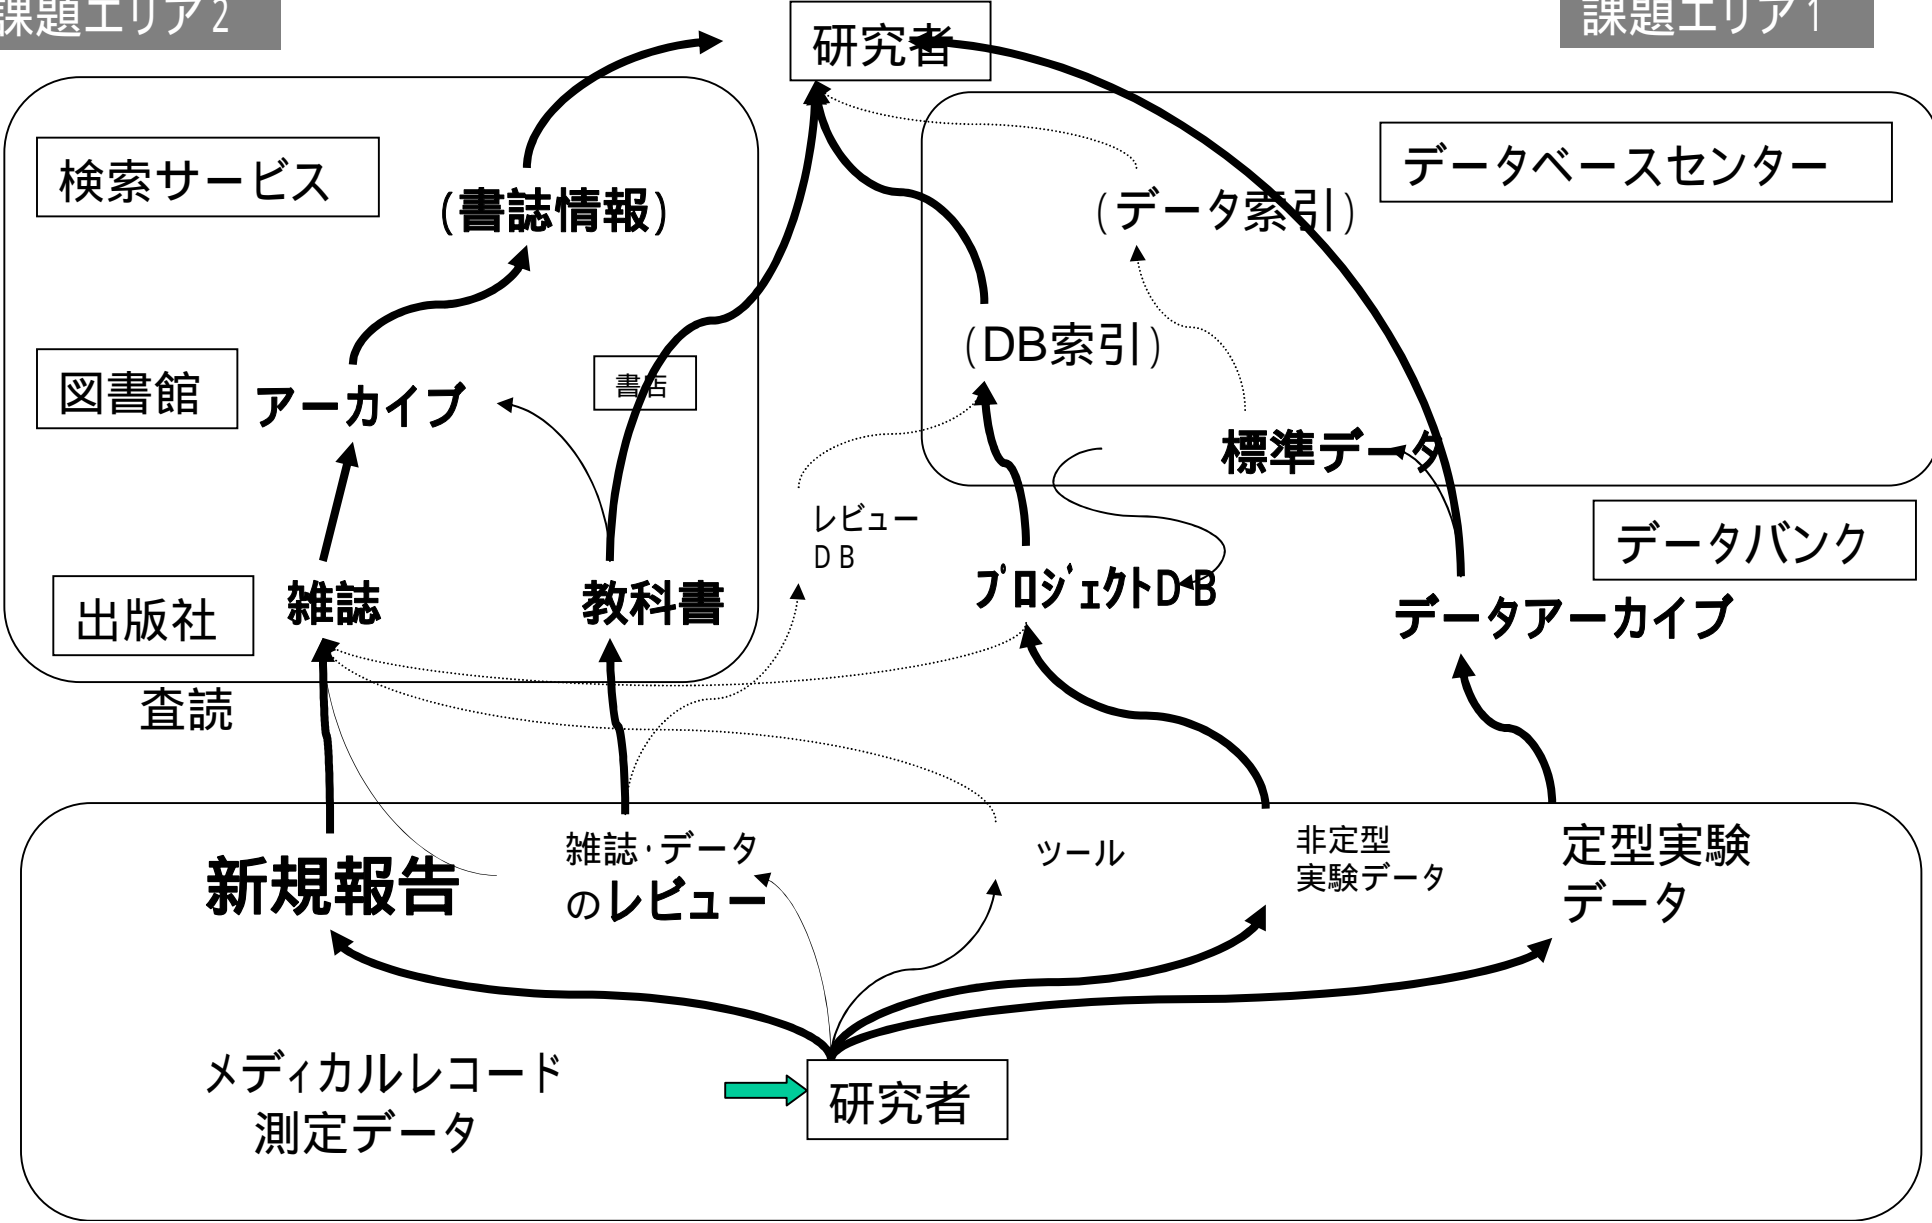 課題エリア2
課題エリア1
研究者
検索サービス
(書誌情報)
データベースセンター
(データ索引)
(DB索引)
図書館
アーカイブ
書店
標準データ
レビュー
DB
データバンク
出版社
雑誌
教科書
プロジェクトDB
データアーカイブ
査読
新規報告
雑誌・データ
のレビュー
ツール
非定型
実験データ
定型実験
データ
メディカルレコード
測定データ
研究者